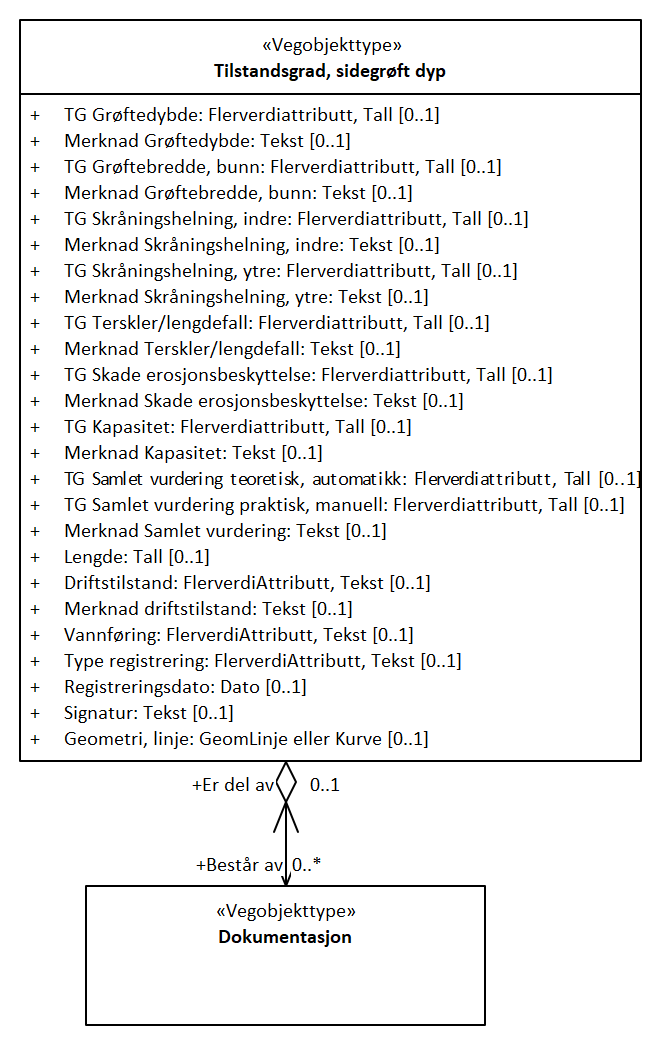 «Vegobjekttype»
Tilstandsgrad, sidegrøft dyp
+ TG Grøftedybde: Flerverdiattributt, Tall [0..1]
+ Merknad Grøftedybde: Tekst [0..1]
+ TG Grøftebredde, bunn: Flerverdiattributt, Tall [0..1]
+ Merknad Grøftebredde, bunn: Tekst [0..1]
+ TG Skråningshelning, indre: Flerverdiattributt, Tall [0..1]
+ Merknad Skråningshelning, indre: Tekst [0..1]
+ TG Skråningshelning, ytre: Flerverdiattributt, Tall [0..1]
+ Merknad Skråningshelning, ytre: Tekst [0..1]
+ TG Terskler/lengdefall: Flerverdiattributt, Tall [0..1]
+ Merknad Terskler/lengdefall: Tekst [0..1]
+ TG Skade erosjonsbeskyttelse: Flerverdiattributt, Tall [0..1]
+ Merknad Skade erosjonsbeskyttelse: Tekst [0..1]
+ TG Kapasitet: Flerverdiattributt, Tall [0..1]
+ Merknad Kapasitet: Tekst [0..1]
+ TG Samlet vurdering teoretisk, automatikk: Flerverdiattributt, Tall [0..1]
+ TG Samlet vurdering praktisk, manuell: Flerverdiattributt, Tall [0..1]
+ Merknad Samlet vurdering: Tekst [0..1]
+ Lengde: Tall [0..1]
+ Driftstilstand: FlerverdiAttributt, Tekst [0..1]
+ Merknad driftstilstand: Tekst [0..1]
+ Vannføring: FlerverdiAttributt, Tekst [0..1]
+ Type registrering: FlerverdiAttributt, Tekst [0..1]
+ Registreringsdato: Dato [0..1]
+ Signatur: Tekst [0..1]
+ Geometri, linje: GeomLinje eller Kurve [0..1]
+Er del av 0..1
+Består av 0..*
«Vegobjekttype»
Dokumentasjon